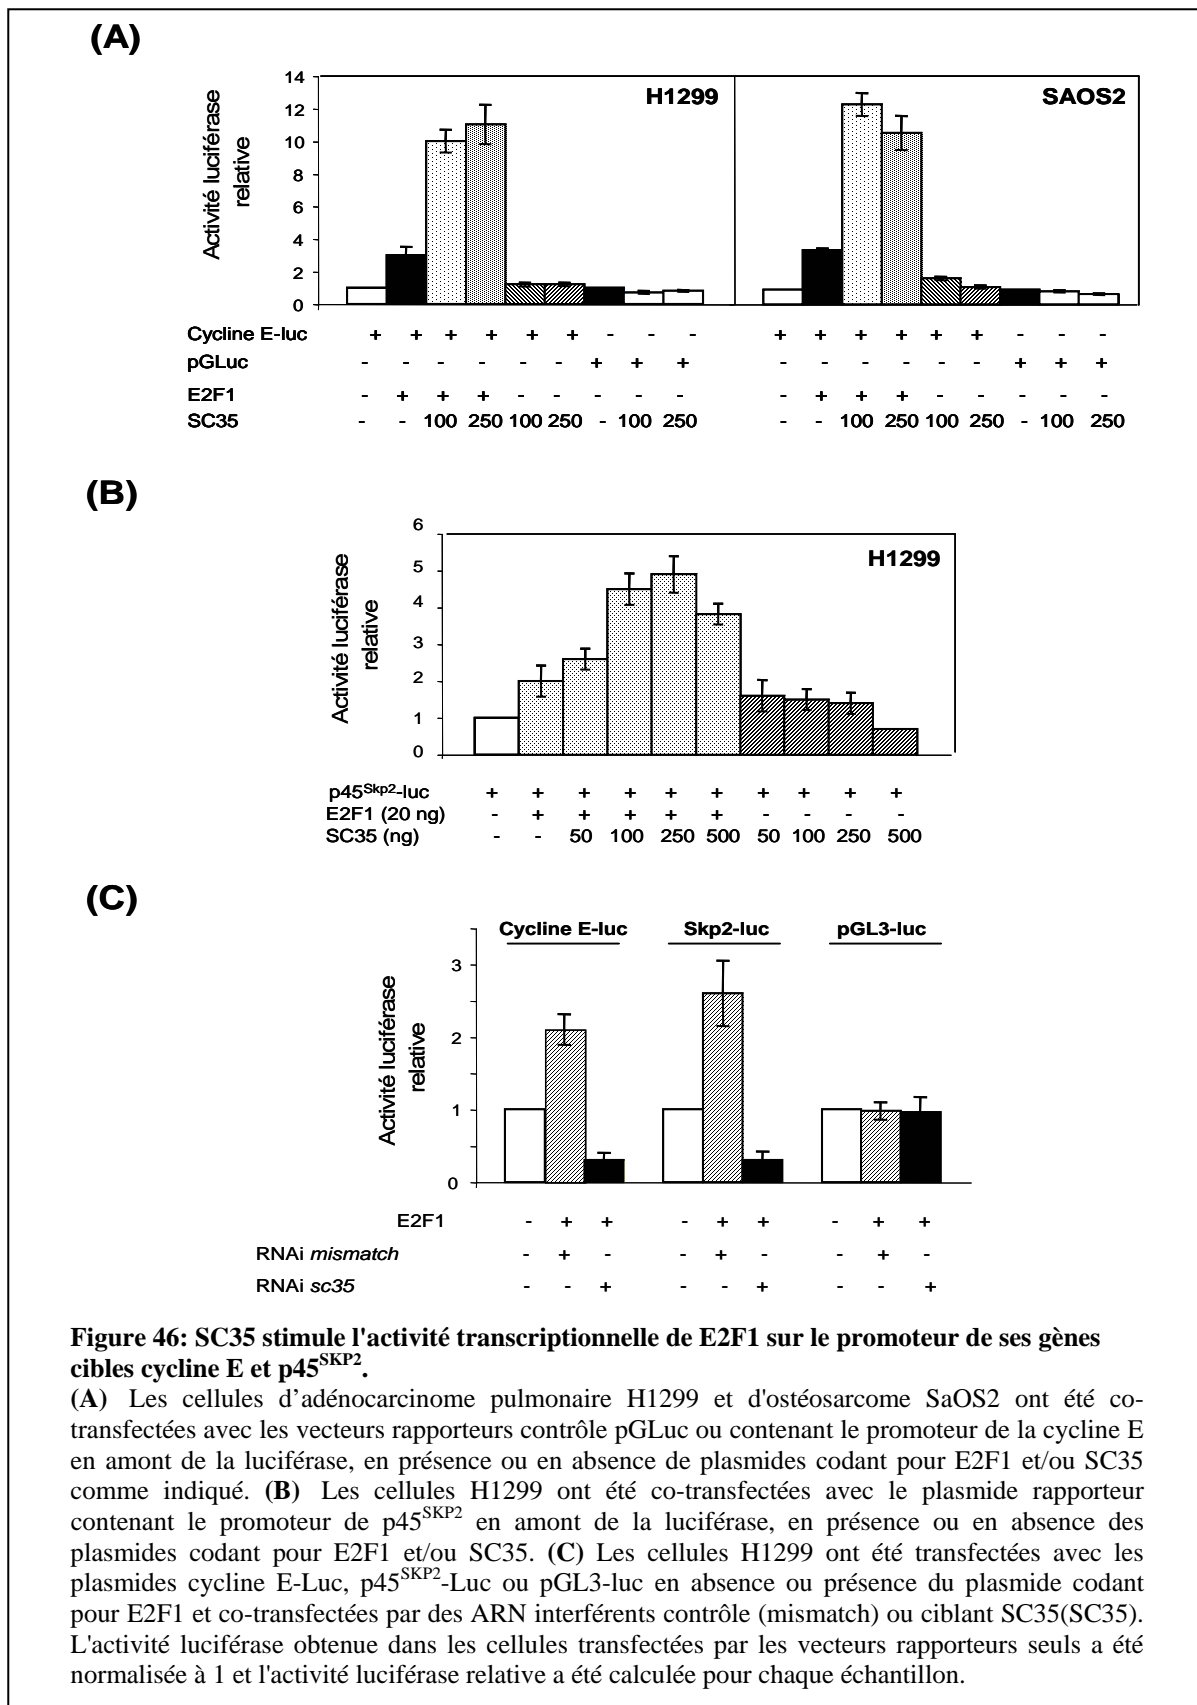 (A)
Activité luciférase
relative
14
12
10
8
6
4
2
0
H1299
SAOS2
Cycline E-luc + + + + + + - - - + + + + + + - - -
pGLuc - - - - - - + + + - - - - - - + + +
E2F1 - + + + - - - - - - + + + - - - - -
SC35 - - 100 250 100 250 - 100 250 - - 100 250 100 250 - 100 250
(B)
Activité luciférase
relative
6
5
4
3
2
1
0
H1299
p45Skp2-luc + + + + + + + + + +
E2F1 (20 ng) - + + + + + - - - -
SC35 (ng) - - 50 100 250 500 50 100 250 500
(C)
Activité luciférase
relative
3
2
1
0
Cycline E-luc Skp2-luc pGL3-luc
E2F1 - + + - + + - + +
RNAi mismatch - + - - + - - + -
RNAi sc35 - - + - - + - - +
Figure 46: SC35 stimule l'activité transcriptionnelle de E2F1 sur le promoteur de ses gènes
cibles cycline E et p45SKP2.
(A) Les cellules d’adénocarcinome pulmonaire H1299 et d'ostéosarcome SaOS2 ont été co-
transfectées avec les vecteurs rapporteurs contrôle pGLuc ou contenant le promoteur de la cycline E
en amont de la luciférase, en présence ou en absence de plasmides codant pour E2F1 et/ou SC35
comme indiqué. (B) Les cellules H1299 ont été co-transfectées avec le plasmide rapporteur
contenant le promoteur de p45SKP2 en amont de la luciférase, en présence ou en absence des
plasmides codant pour E2F1 et/ou SC35. (C) Les cellules H1299 ont été transfectées avec les
plasmides cycline E-Luc, p45SKP2-Luc ou pGL3-luc en absence ou présence du plasmide codant
pour E2F1 et co-transfectées par des ARN interférents contrôle (mismatch) ou ciblant SC35(SC35).
L'activité luciférase obtenue dans les cellules transfectées par les vecteurs rapporteurs seuls a été
normalisée à 1 et l'activité luciférase relative a été calculée pour chaque échantillon.